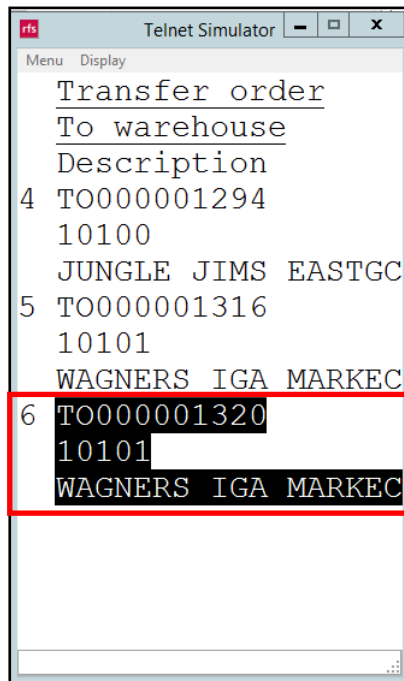 rfs Telnet Simulator
Menu Display
Transfer order
To warehouse
Description
4 TO000001294
10100
JUNGLE JIMS EASTGC
5 TO000001316
10101
WAGNERS IGA MARKEC
6 TO000001320
10101
WAGNERS IGA MARKEC